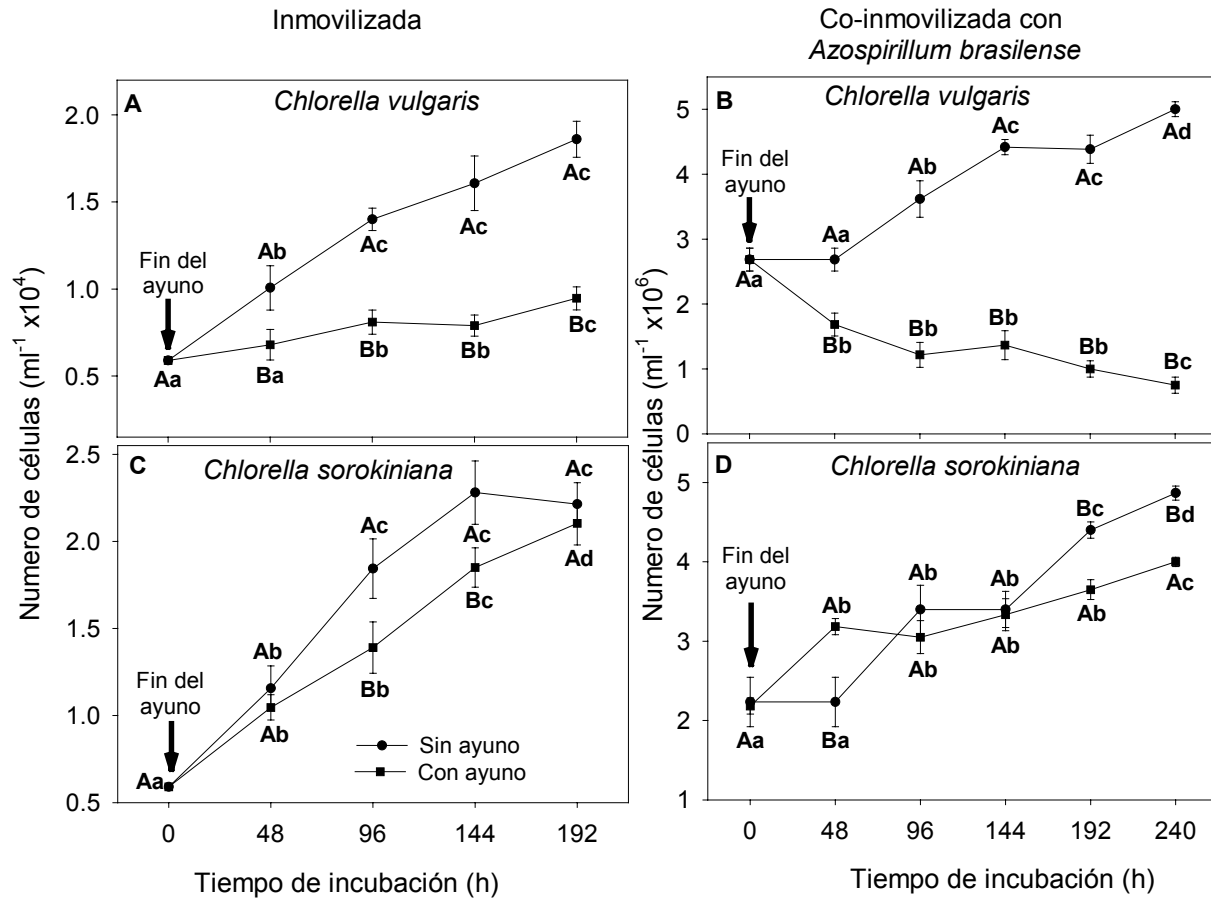 Inmovilizada
Co-inmovilizada con
Azospirillum brasilense
A
Chlorella vulgaris
2.0
1.5
1.0
0.5
Fin del
ayuno
Aa
Ab
Ac
Ac
Ac
Ba
Bb
Bb
Bc
B
Chlorella vulgaris
5
4
3
2
1
0
Fin del
ayuno
Aa
Aa
Ab
Ac
Ac
Ad
Bb
Bb
Bb
Bb
Bc
Numero de células (ml-1 x10^4)
Numero de células (ml-1 x10^6)
C
Chlorella sorokiniana
2.5
2.0
1.5
1.0
0.5
Fin del
ayuno
Aa
Ab
Ac
Ac
Ac
Ab
Bb
Bc
Ad
Sin ayuno
Con ayuno
0 48 96 144 192
Tiempo de incubación (h)
D
Chlorella sorokiniana
5
4
3
2
1
Fin del
ayuno
Aa
Ab
Ab
Ab
Bc
Bd
Ba
Ab
Ab
Ab
Ac
0 48 96 144 192 240
Tiempo de incubación (h)